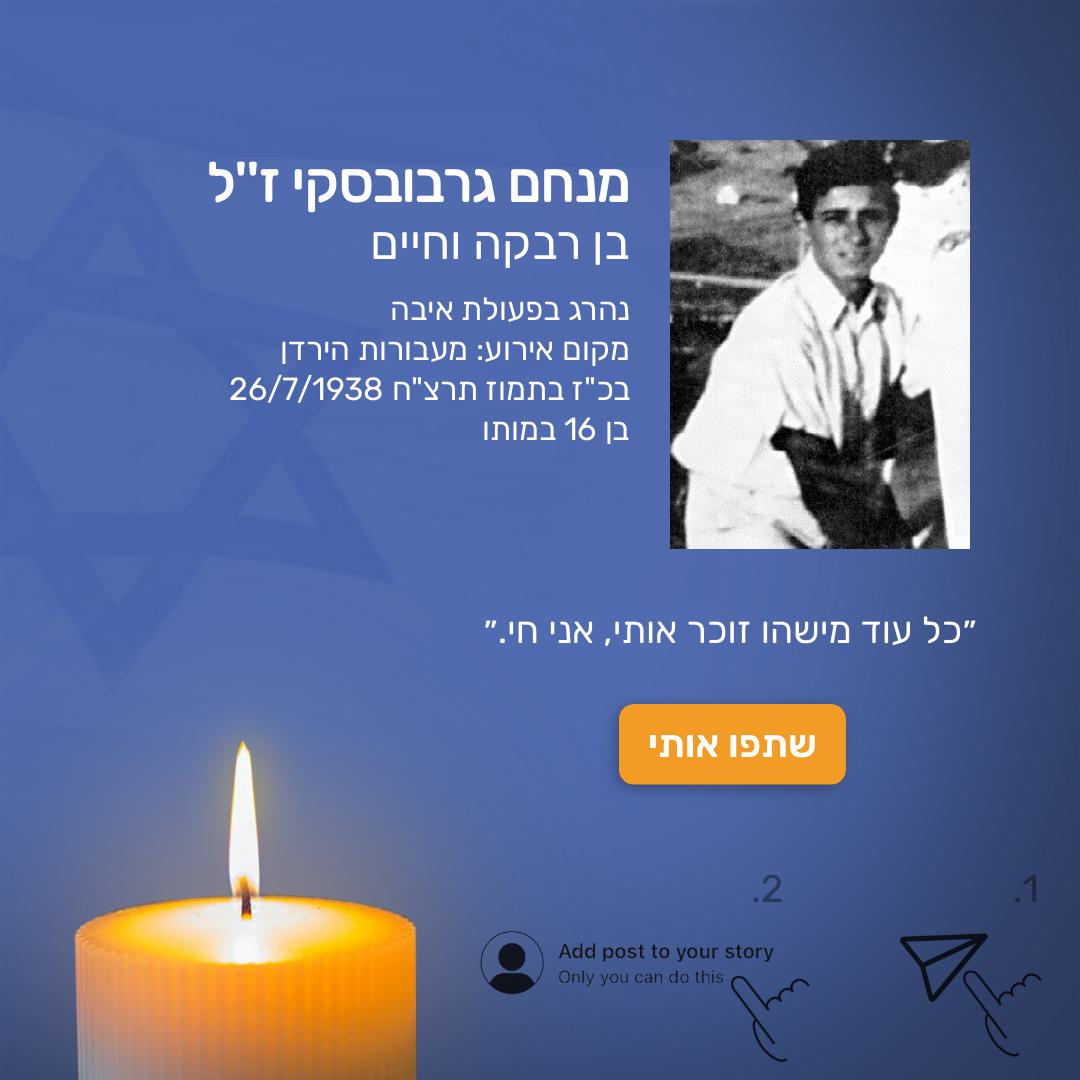 מנחם גרבובסקי ז"ל
בן רבקה וחיים
נהרג בפעולת איבה
מקום אירוע: מעבורות הירדן
בכ"ז בתמוז תרצ"ח 26/7/1938
בן 16 במותו
״כל עוד מישהו זוכר אותי, אני חי.״
שתפו אותי
1.
2.
Add post to your story
Only you can do this